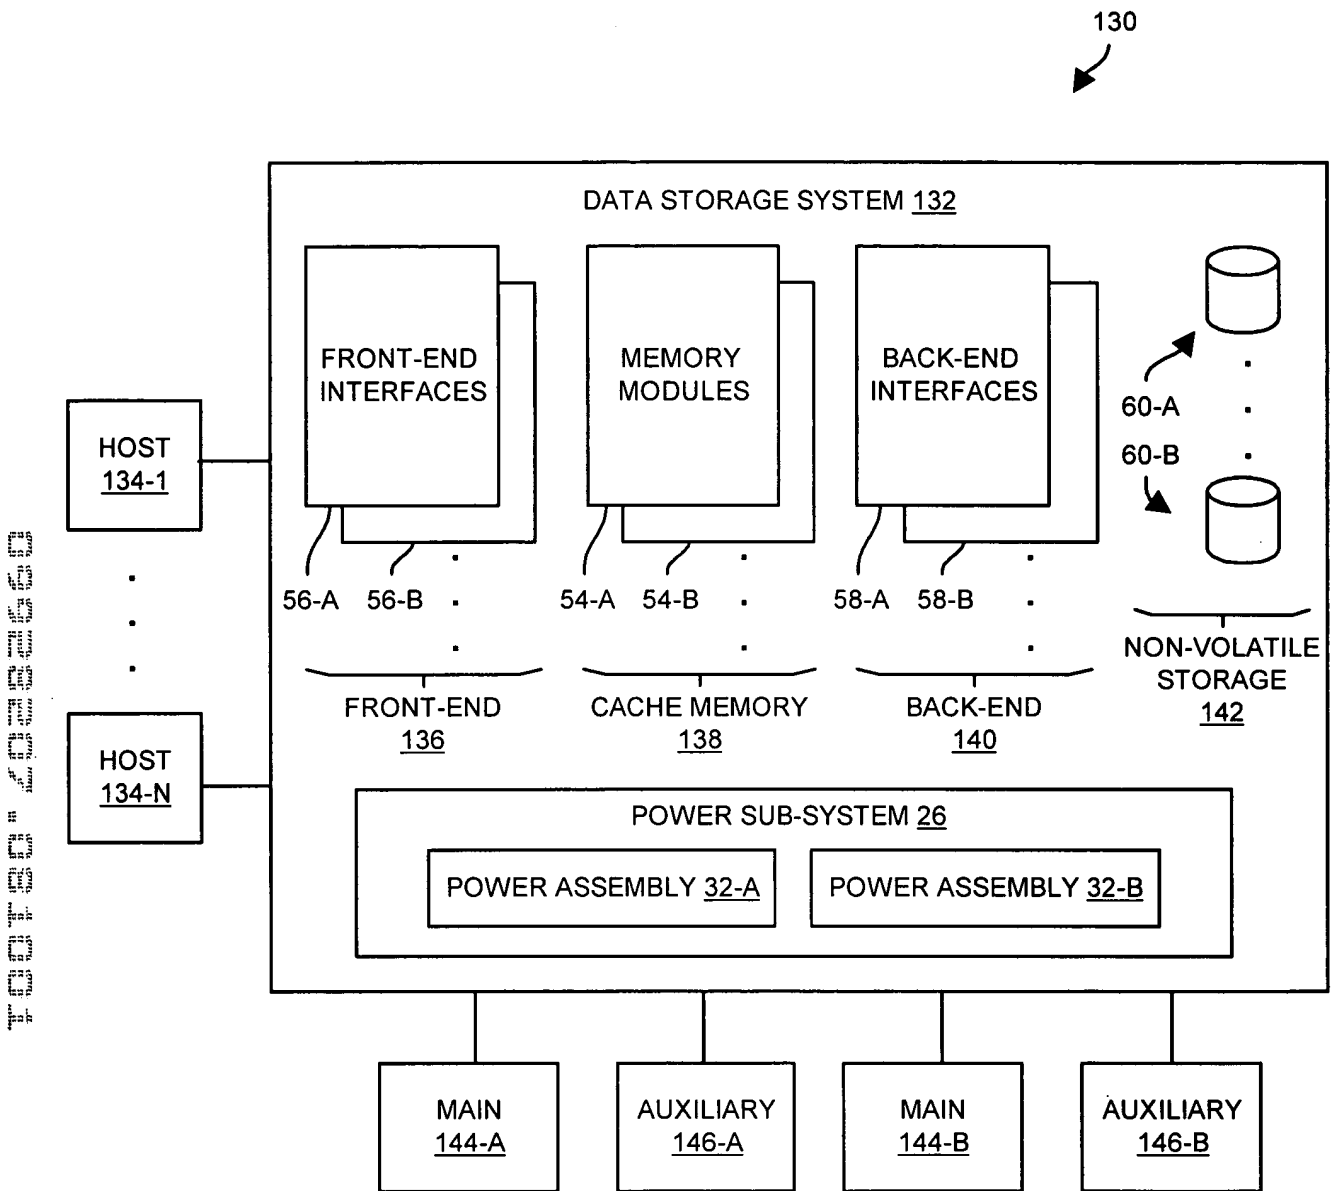 130
DATA STORAGE SYSTEM 132
FRONT-END
INTERFACES
MEMORY
MODULES
BACK-END
INTERFACES
60-A
60-B
HOST
134-1
56-A
56-B
54-A
54-B
58-A
58-B
NON-VOLATILE
STORAGE
142
FRONT-END
136
CACHE MEMORY
138
BACK-END
140
HOST
134-N
POWER SUB-SYSTEM 26
POWER ASSEMBLY 32-A
POWER ASSEMBLY 32-B
MAIN
144-A
AUXILIARY
146-A
MAIN
144-B
AUXILIARY
146-B